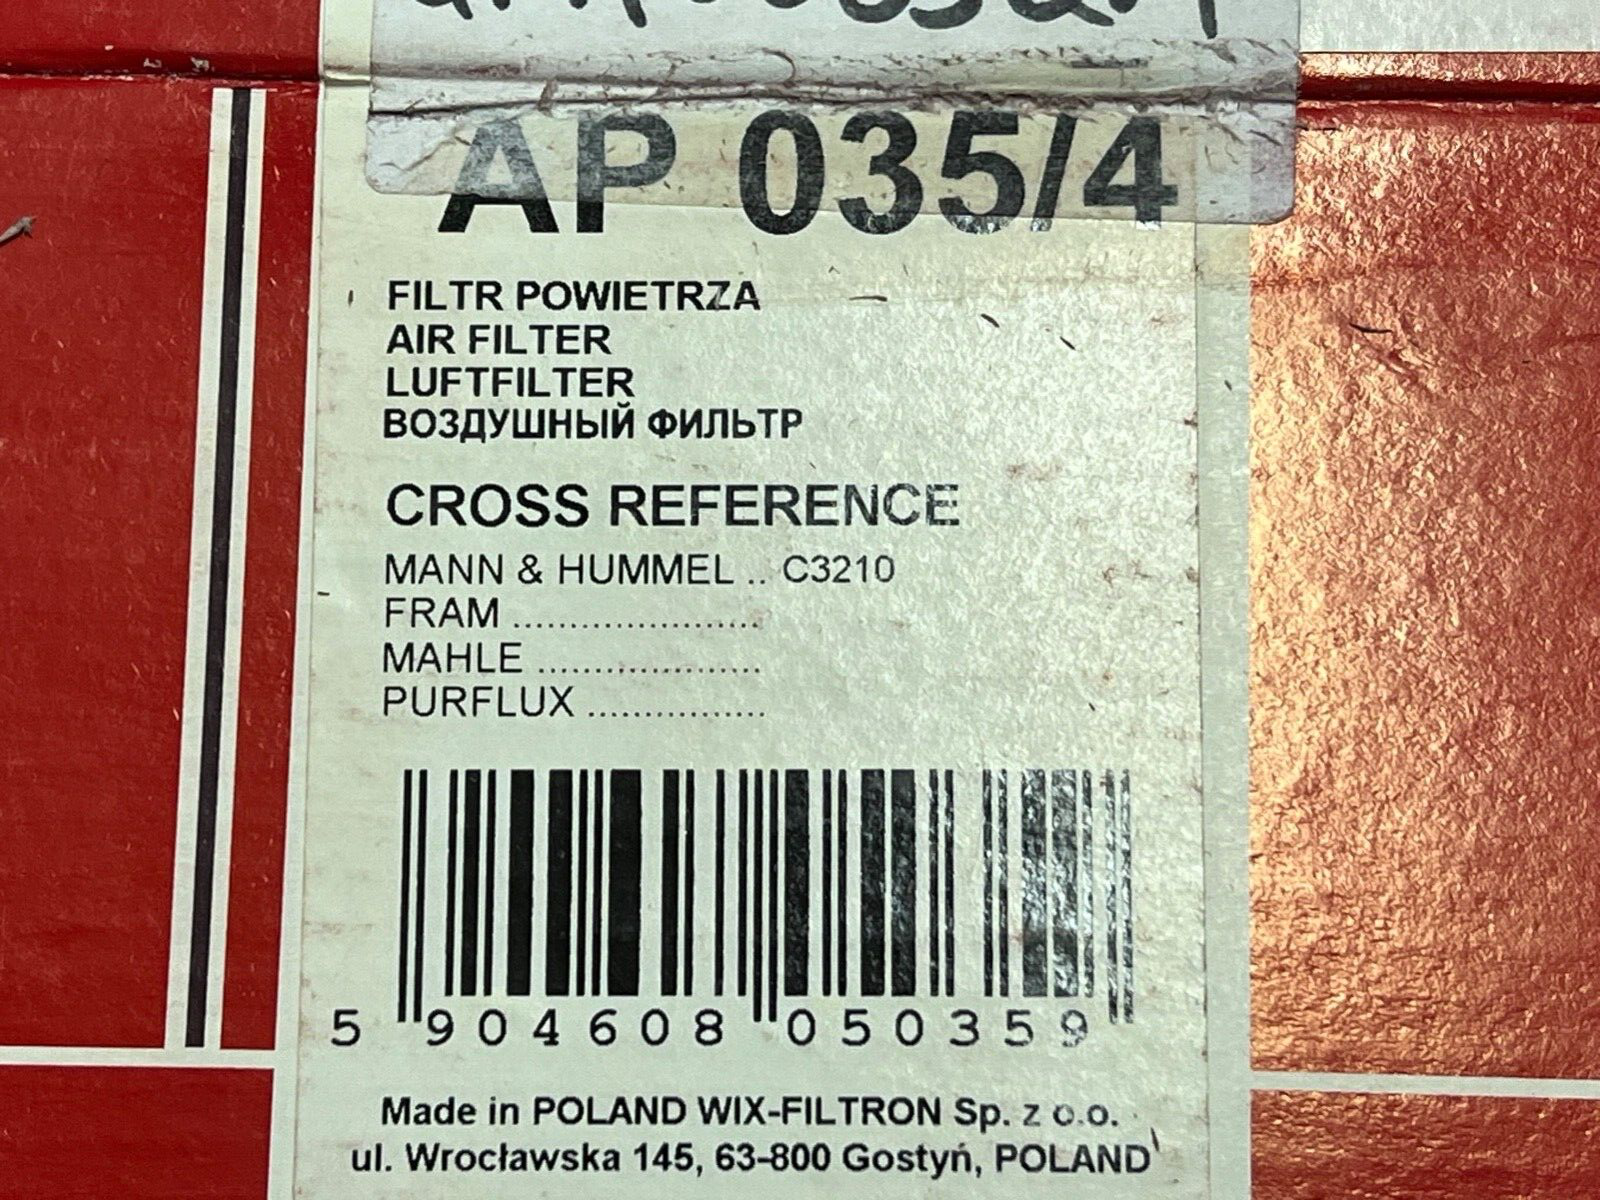 AP 035/4
FILTR POWIETRZA
AIR FILTER
LUFTFILTER
ВОЗДУШНЫЙ ФИЛЬТР
CROSS REFERENCE
MANN & HUMMEL .. C3210
FRAM ......................
MAHLE ....................
PURFLUX ................
5 904608 050359
Made in POLAND WIX-FILTRON Sp. z o.o.
ul. Wrocławska 145, 63-800 Gostyń, POLAND